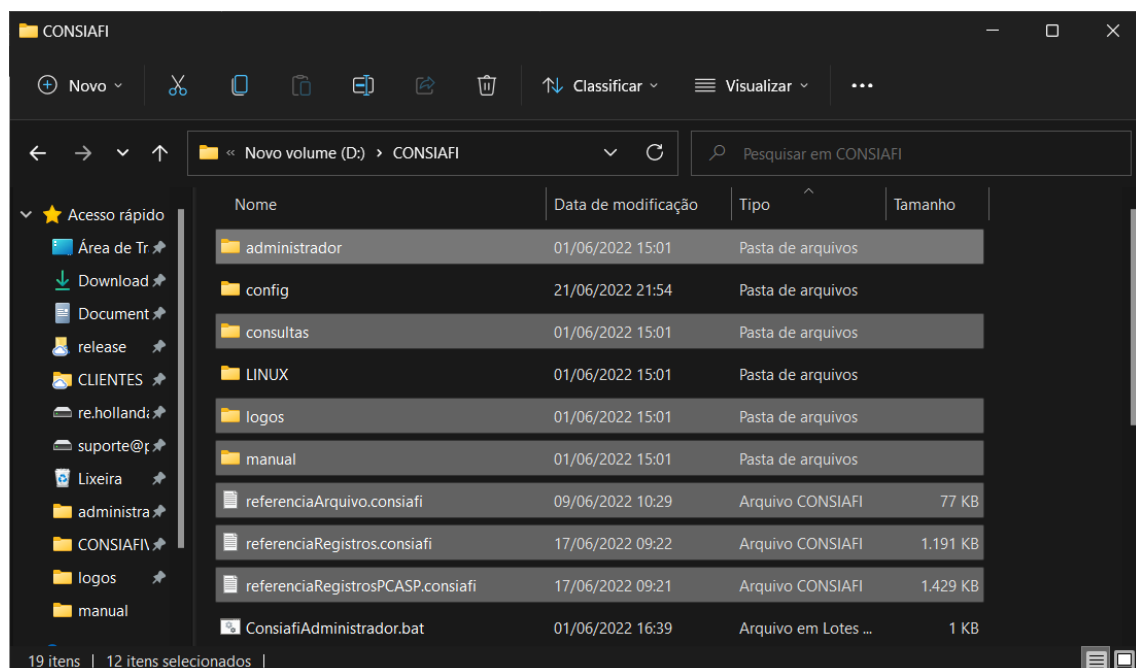 CONSIAFI
Novo
Classificar
Visualizar
Novo volume (D:) > CONSIAFI
Pesquisar em CONSIAFI
Nome Data de modificação Tipo Tamanho
Acesso rápido
Área de Tr
Download
Document
release
CLIENTES
re.holland
suporte@
Lixeira
administra
CONSIAFI\
logos
manual
administrador 01/06/2022 15:01 Pasta de arquivos
config 21/06/2022 21:54 Pasta de arquivos
consultas 01/06/2022 15:01 Pasta de arquivos
LINUX 01/06/2022 15:01 Pasta de arquivos
logos 01/06/2022 15:01 Pasta de arquivos
manual 01/06/2022 15:01 Pasta de arquivos
referenciaArquivo.consiafi 09/06/2022 10:29 Arquivo CONSIAFI 77 KB
referenciaRegistros.consiafi 17/06/2022 09:22 Arquivo CONSIAFI 1.191 KB
referenciaRegistrosPCASP.consiafi 17/06/2022 09:21 Arquivo CONSIAFI 1.429 KB
ConsiafiAdministrador.bat 01/06/2022 16:39 Arquivo em Lotes ... 1 KB
19 itens | 12 itens selecionados |